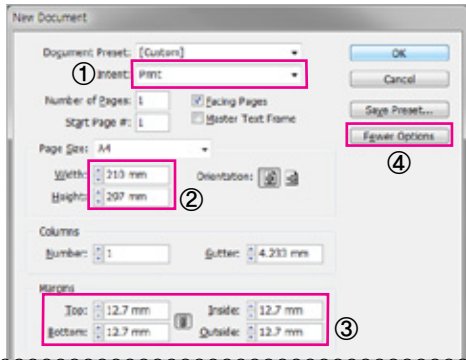 New Document
Document Preset: [Custom]
OK
① Intent: Print
Cancel
Number of Pages: 1
Facing Pages
Save Preset...
Start Page #: 1
Master Text Frame
Fewer Options
④
Page Size: A4
Width: 210 mm
Orientation:
Height: 297 mm
②
Columns
Number: 1
Gutter: 4.233 mm
Margins
Top: 12.7 mm
Inside: 12.7 mm
③
Bottom: 12.7 mm
Outside: 12.7 mm